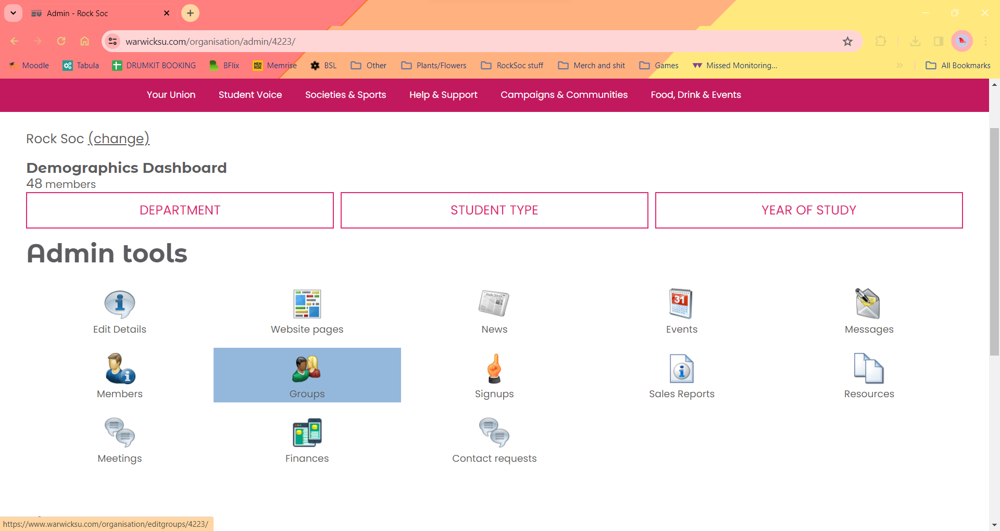 Admin - Rock Soc
warwicksu.com/organisation/admin/4223/
Moodle Tabula DRUMKIT BOOKING BFlix MEM RISE Memrise BSL Other Plants/Flowers RockSoc stuff Merch and shit Games Missed Monitoring... All Bookmarks
Your Union Student Voice Societies & Sports Help & Support Campaigns & Communities Food, Drink & Events
Rock Soc (change)
Demographics Dashboard
48 members
DEPARTMENT STUDENT TYPE YEAR OF STUDY
Admin tools
31
Edit Details Website pages News Events Messages
Members Groups Signups Sales Reports Resources
Meetings Finances Contact requests
https://www.warwicksu.com/organisation/editgroups/4223/